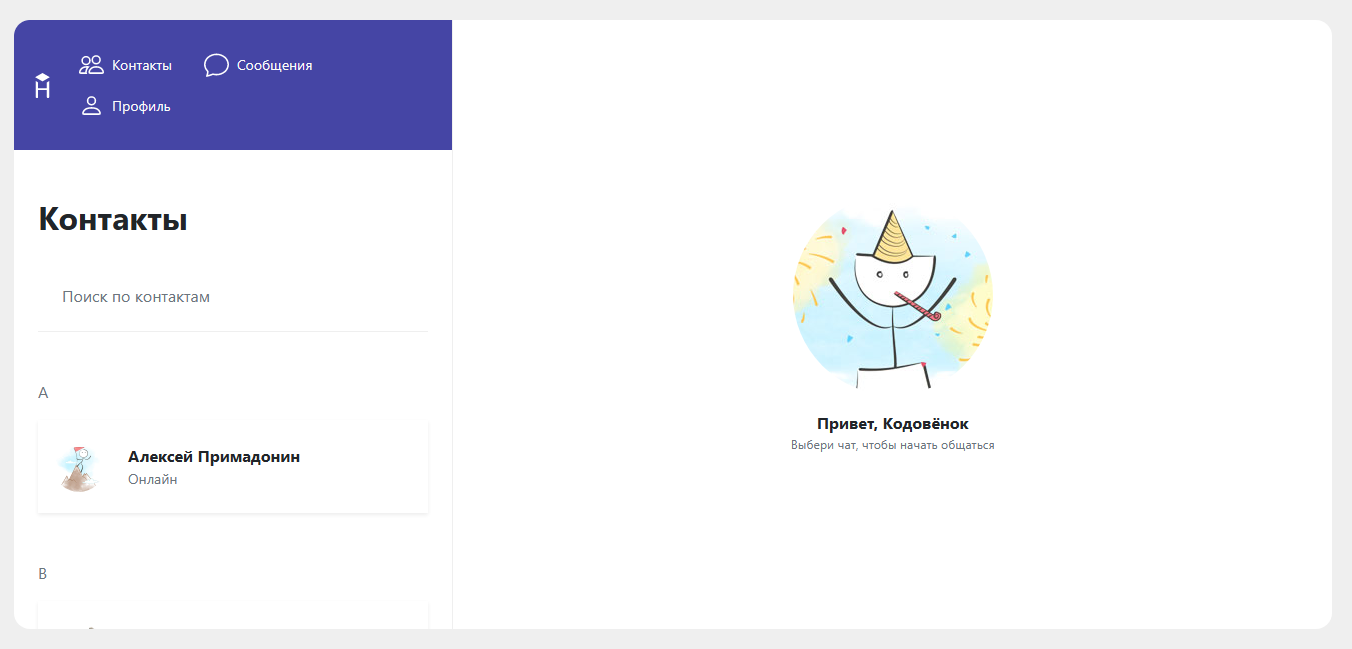 Контакты
Сообщения
Профиль
Контакты
Поиск по контактам
А
Алексей Примадонин
Онлайн
В
Привет, Кодовёнок
Выбери чат, чтобы начать общаться